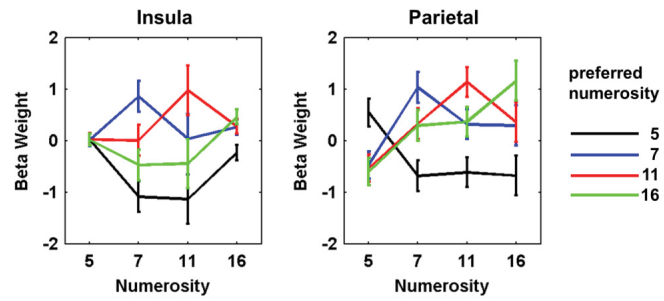 Insula
Parietal
2
1
0
-1
-2
Beta Weight
5 7 11 16
Numerosity
2
1
0
-1
-2
Beta Weight
5 7 11 16
Numerosity
preferred
numerosity
5
7
11
16